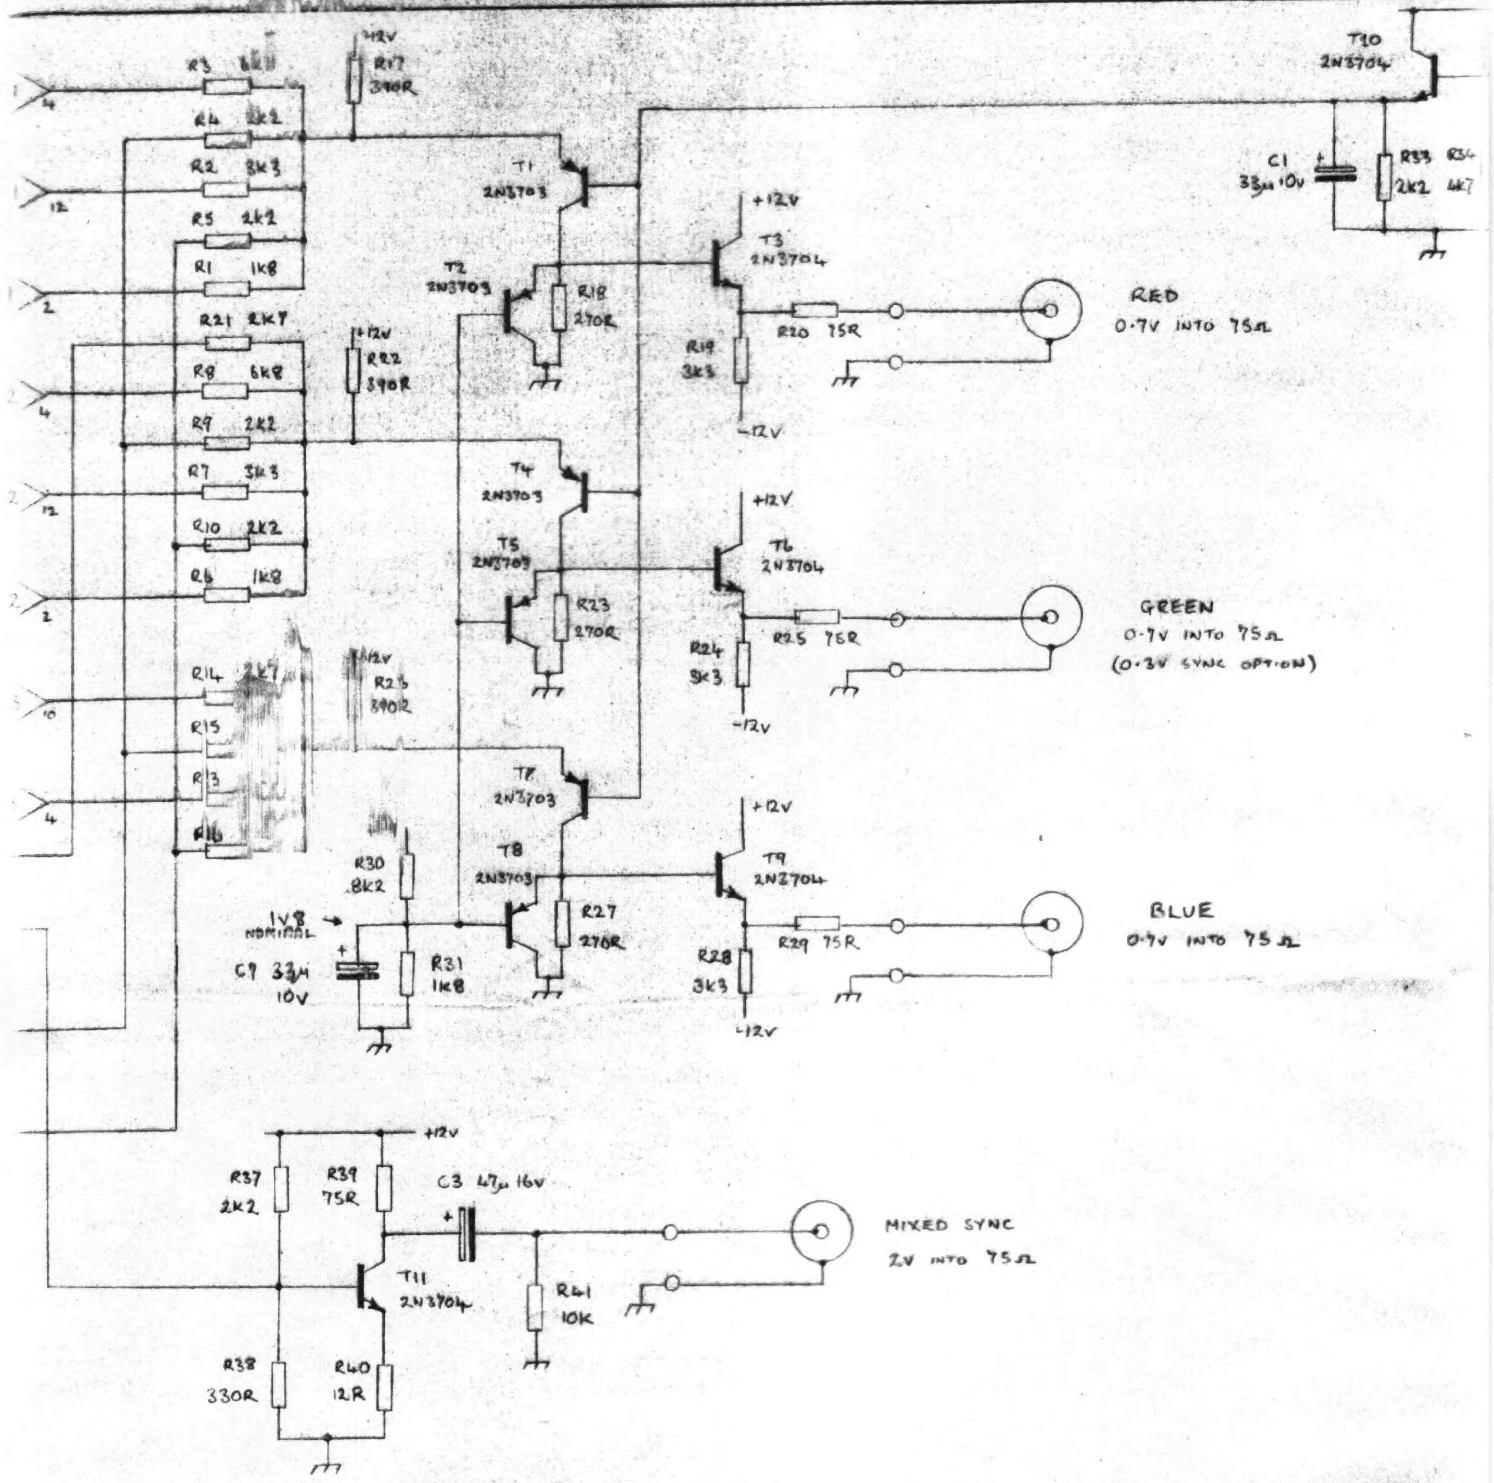 +12V
R3
R17
390R
4
R4 2K2
R2 3K3
12
R5 2K2
R1 1K8
2
R21 2K7
+12V
R22
390R
R8 6K8
4
R9 2K2
R7 3K3
12
R10 2K2
R6 1K8
2
R14 2K7
12V
390R
10
R15
R13
4
R16
T1
2N3703
T2
2N3703
R18
270R
+12V
T3
2N3704
R20 75R
R19
3K3
-12V
RED
0.7V INTO 75Ω
T10
2N3704
C1 +
33µ 10V
R33
2K2
R34
4K7
T4
2N3703
T5
2N3703
R23
270R
+12V
T6
2N3704
R25 75R
R24
3K3
-12V
GREEN
0.7V INTO 75Ω
(0.3V SYNC OPTION)
2N3703
T8
2N3703
R27
270R
+12V
T9
2N3704
R29 75R
R28
3K3
-12V
BLUE
0.7V INTO 75Ω
R30
8K2
1V8
NOMINAL
+
33µ
10V
R31
1K8
+12V
R37
2K2
R39
75R
C3 47µ 16V
+
T11
2N3704
R41
10K
R38
330R
R40
12R
MIXED SYNC
2V INTO 75Ω